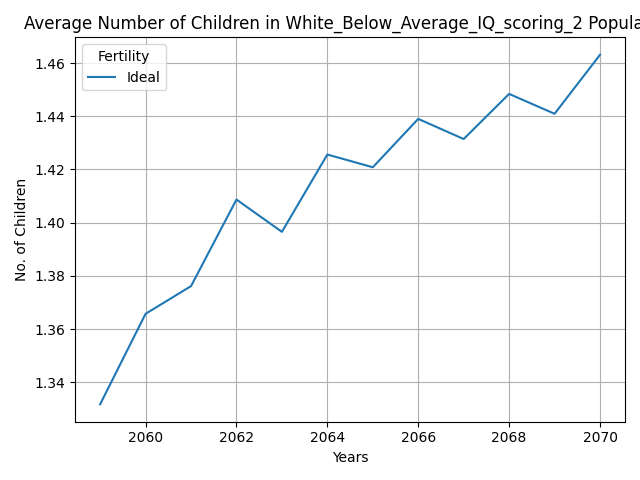 Average Number of Children in White_Below_Average_IQ_scoring_2 Popula
Fertility
Ideal
1.46
1.44
1.42
1.40
1.38
1.36
1.34
No. of Children
2060 2062 2064 2066 2068 2070
Years